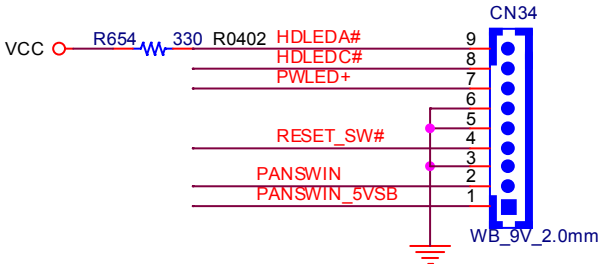 CN34
VCC R654 330 R0402 HDLEDA# 9
HDLEDC# 8
PWLED+ 7
6
5
RESET_SW# 4
3
PANSWIN 2
PANSWIN_5VSB 1
WB_9V_2.0mm